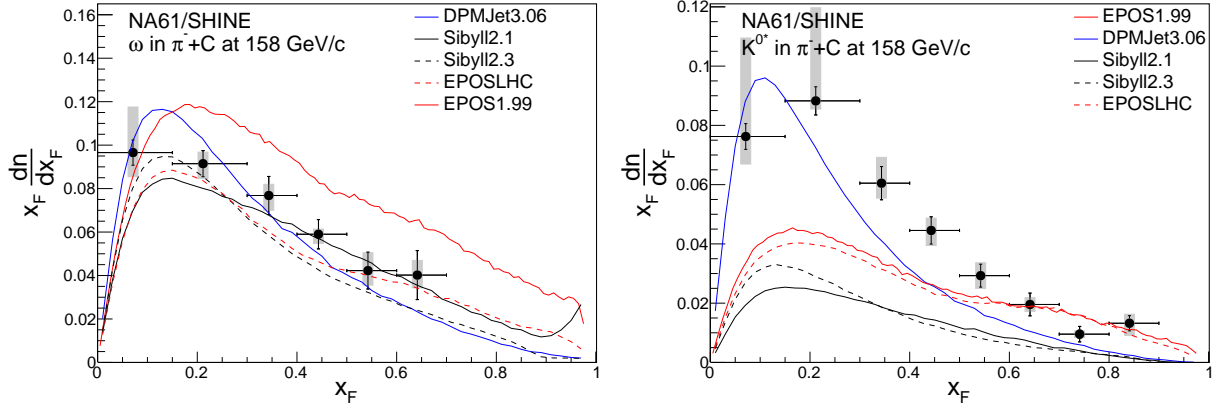 NA61/SHINE
ω in π⁻+C at 158 GeV/c
DPMJet3.06
Sibyll2.1
Sibyll2.3
EPOSLHC
EPOS1.99
x_F dn/dx_F
0.16
0.14
0.12
0.1
0.08
0.06
0.04
0.02
0
0 0.2 0.4 0.6 0.8 1
x_F
NA61/SHINE
K⁰* in π⁻+C at 158 GeV/c
EPOS1.99
DPMJet3.06
Sibyll2.1
Sibyll2.3
EPOSLHC
x_F dn/dx_F
0.12
0.1
0.08
0.06
0.04
0.02
0
0 0.2 0.4 0.6 0.8 1
x_F